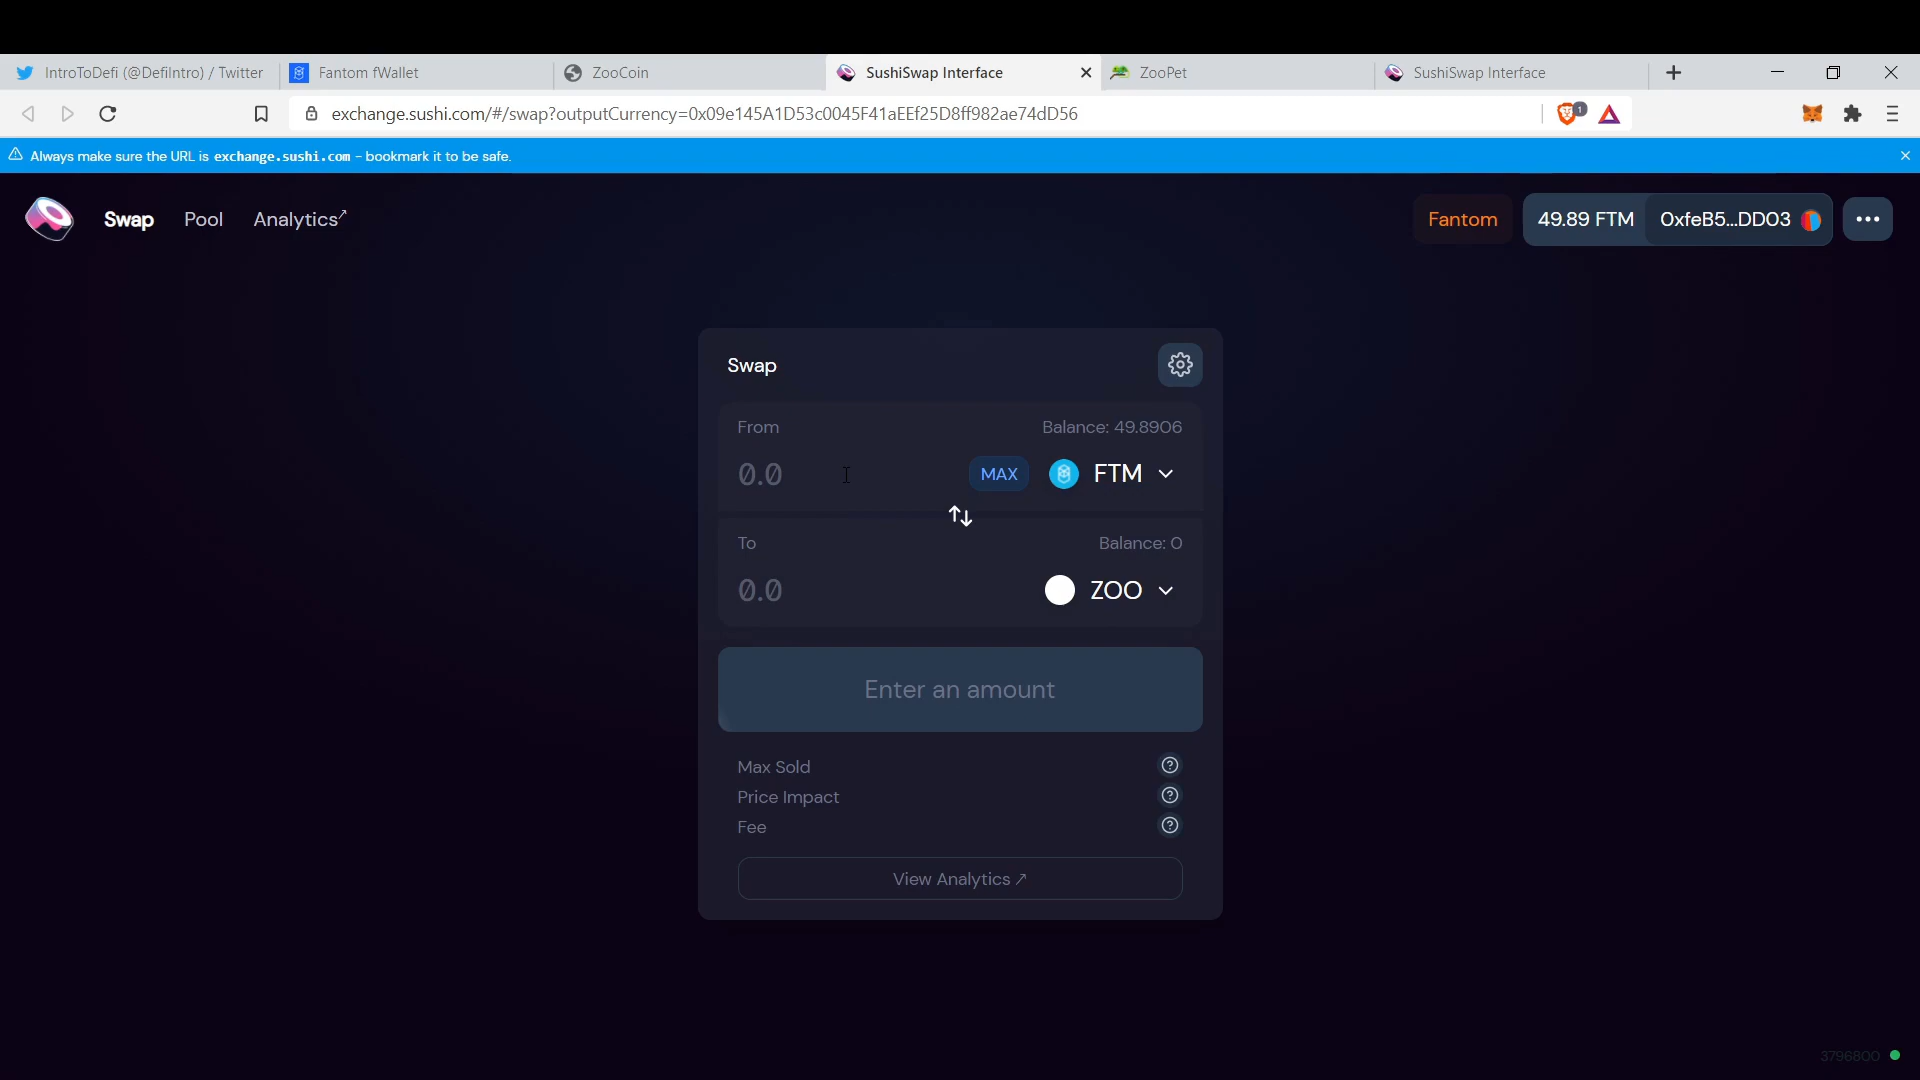 IntroToDefi (@DefiIntro) / Twitter
Fantom fWallet
ZooCoin
SushiSwap Interface
ZooPet
SushiSwap Interface
exchange.sushi.com/#/swap?outputCurrency=0x09e145A1D53c0045F41aEEf25D8ff982ae74dD56
1
Always make sure the URL is exchange.sushi.com - bookmark it to be safe.
Swap
Pool
Analytics↗
Fantom
49.89 FTM
0xfeB5...DD03
Swap
From
Balance: 49.8906
0.0
MAX
FTM
To
Balance: 0
0.0
ZOO
Enter an amount
Max Sold
Price Impact
Fee
View Analytics ↗
3796800